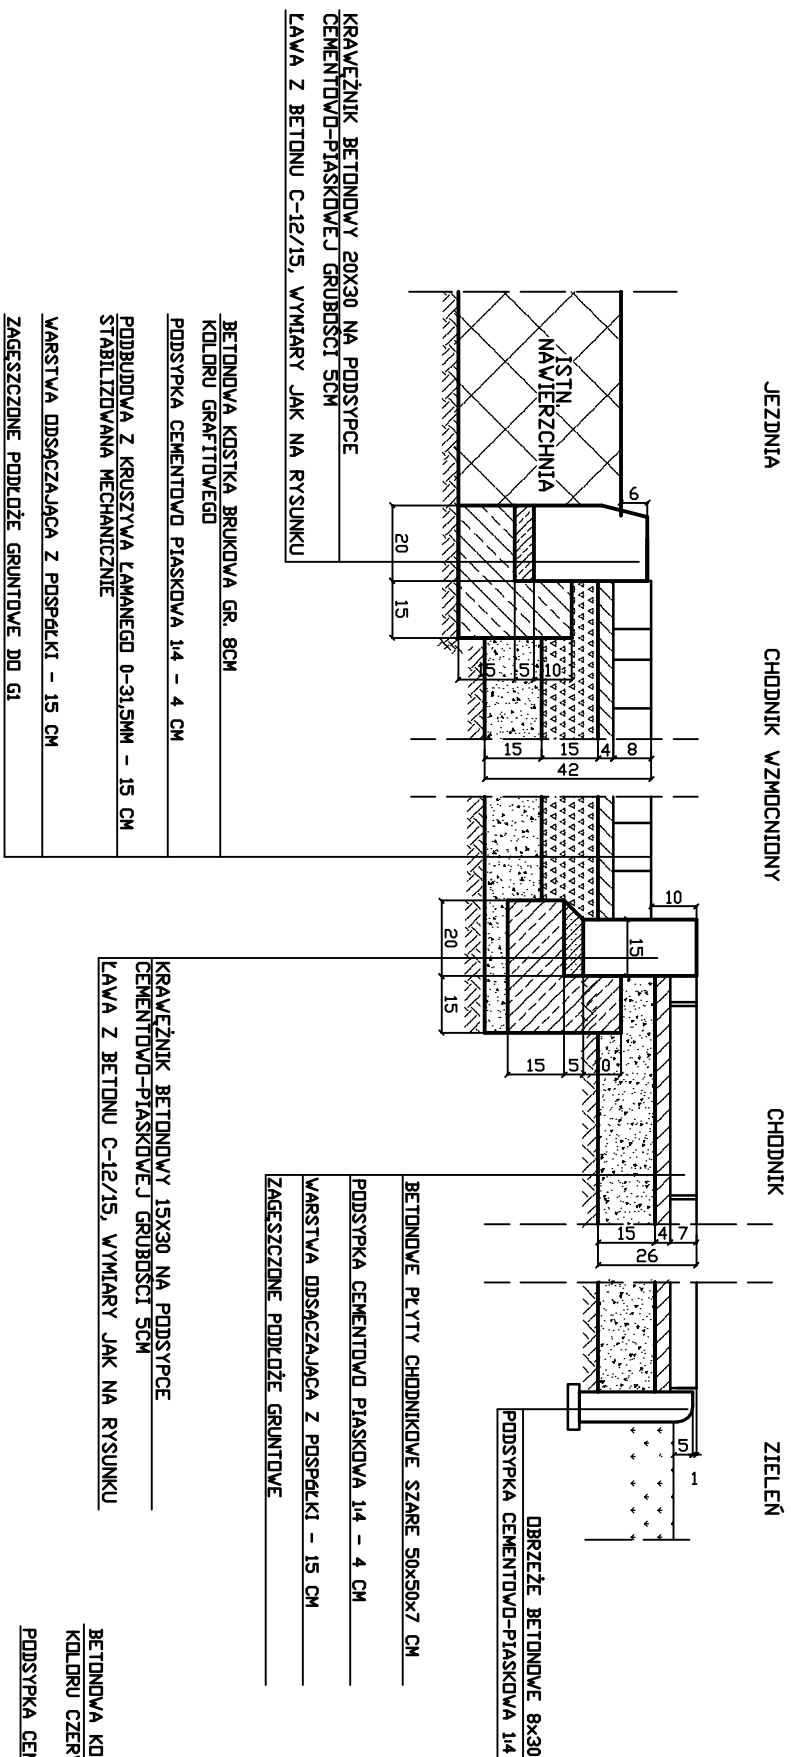 JEZDNIA
CHODNIK WZMOCNIONY
CHODNIK
ZIELEŃ
ISTN.
NAWIERZCHNIA
6
20
15
15
5
10
15
15
4
8
42
10
15
20
15
15
5
0
15
4
7
26
5
1
KRAWĘŻNIK BETONOWY 20X30 NA PODSYPCE
CEMENTOWO-PIASKOWEJ GRUBOŚCI 5CM
ŁAWA Z BETONU C-12/15, WYMIARY JAK NA RYSUNKU
BETONOWA KOSTKA BRUKOWA GR. 8CM
KOLORU GRAFITOWEGO
PODSYPKA CEMENTOWO PIASKOWA 1:4 - 4 CM
PODBUDOWA Z KRUSZYWA ŁAMANEGO 0-31,5MM - 15 CM
STABILIZOWANA MECHANICZNIE
WARSTWA ODSĄCZAJĄCA Z POSPÓŁKI - 15 CM
ZAGĘSZCZONE PODŁOŻE GRUNTOWE DO G1
KRAWĘŻNIK BETONOWY 15X30 NA PODSYPCE
CEMENTOWO-PIASKOWEJ GRUBOŚCI 5CM
ŁAWA Z BETONU C-12/15, WYMIARY JAK NA RYSUNKU
BETONOWE PŁYTY CHODNIKOWE SZARE 50x50x7 CM
PODSYPKA CEMENTOWO PIASKOWA 1:4 - 4 CM
WARSTWA ODSĄCZAJĄCA Z POSPÓŁKI - 15 CM
ZAGĘSZCZONE PODŁOŻE GRUNTOWE
OBRZEŻE BETONOWE 8x30
PODSYPKA CEMENTOWO-PIASKOWA 1:4
BETONOWA KO
KOLORU CZER
PODSYPKA CEM